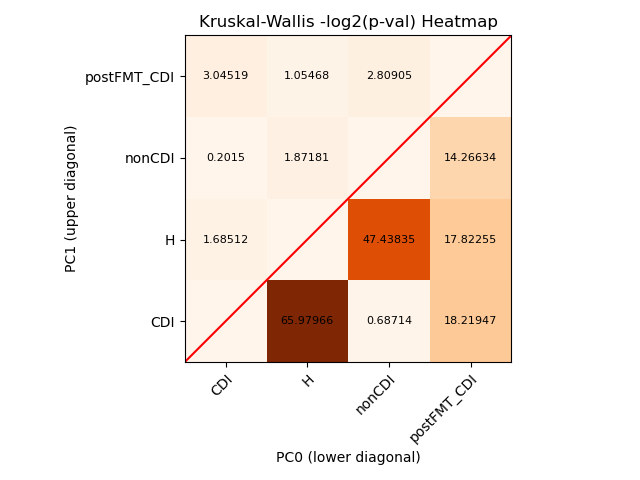 Kruskal-Wallis -log2(p-val) Heatmap
postFMT_CDI
3.04519 1.05468 2.80905
nonCDI
0.2015 1.87181 14.26634
H
1.68512 47.43835 17.82255
CDI
65.97966 0.68714 18.21947
PC1 (upper diagonal)
CDI H nonCDI postFMT_CDI
PC0 (lower diagonal)